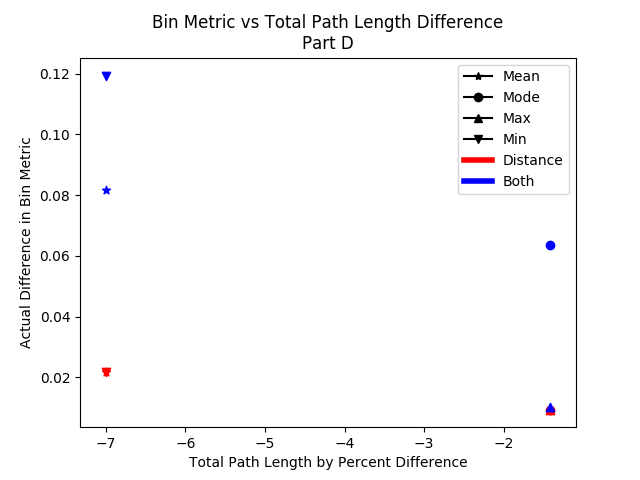 Bin Metric vs Total Path Length Difference
Part D
Actual Difference in Bin Metric
0.12
0.10
0.08
0.06
0.04
0.02
Mean
Mode
Max
Min
Distance
Both
−7
−6
−5
−4
−3
−2
Total Path Length by Percent Difference